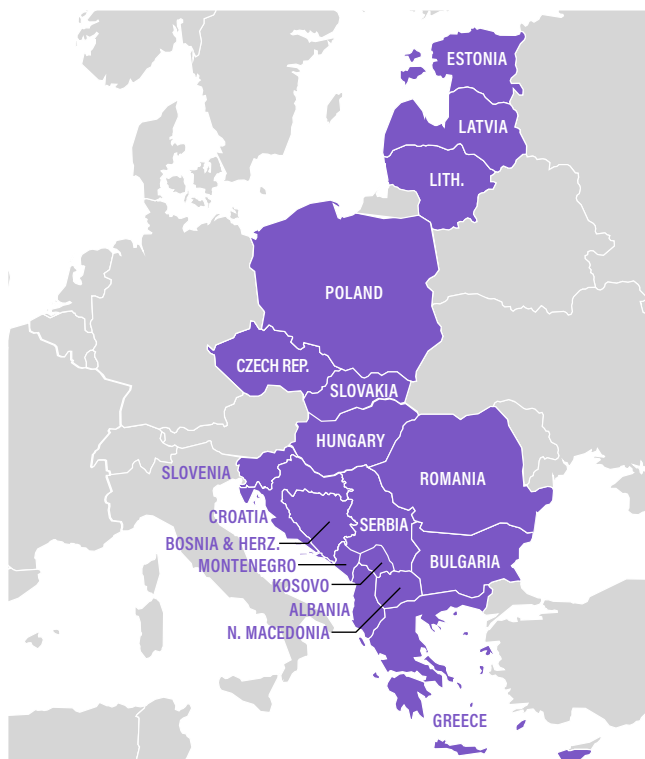 ESTONIA
LATVIA
LITH.
POLAND
CZECH REP.
SLOVAKIA
HUNGARY
SLOVENIA
ROMANIA
CROATIA
SERBIA
BOSNIA & HERZ.
BULGARIA
MONTENEGRO
KOSOVO
ALBANIA
N. MACEDONIA
GREECE